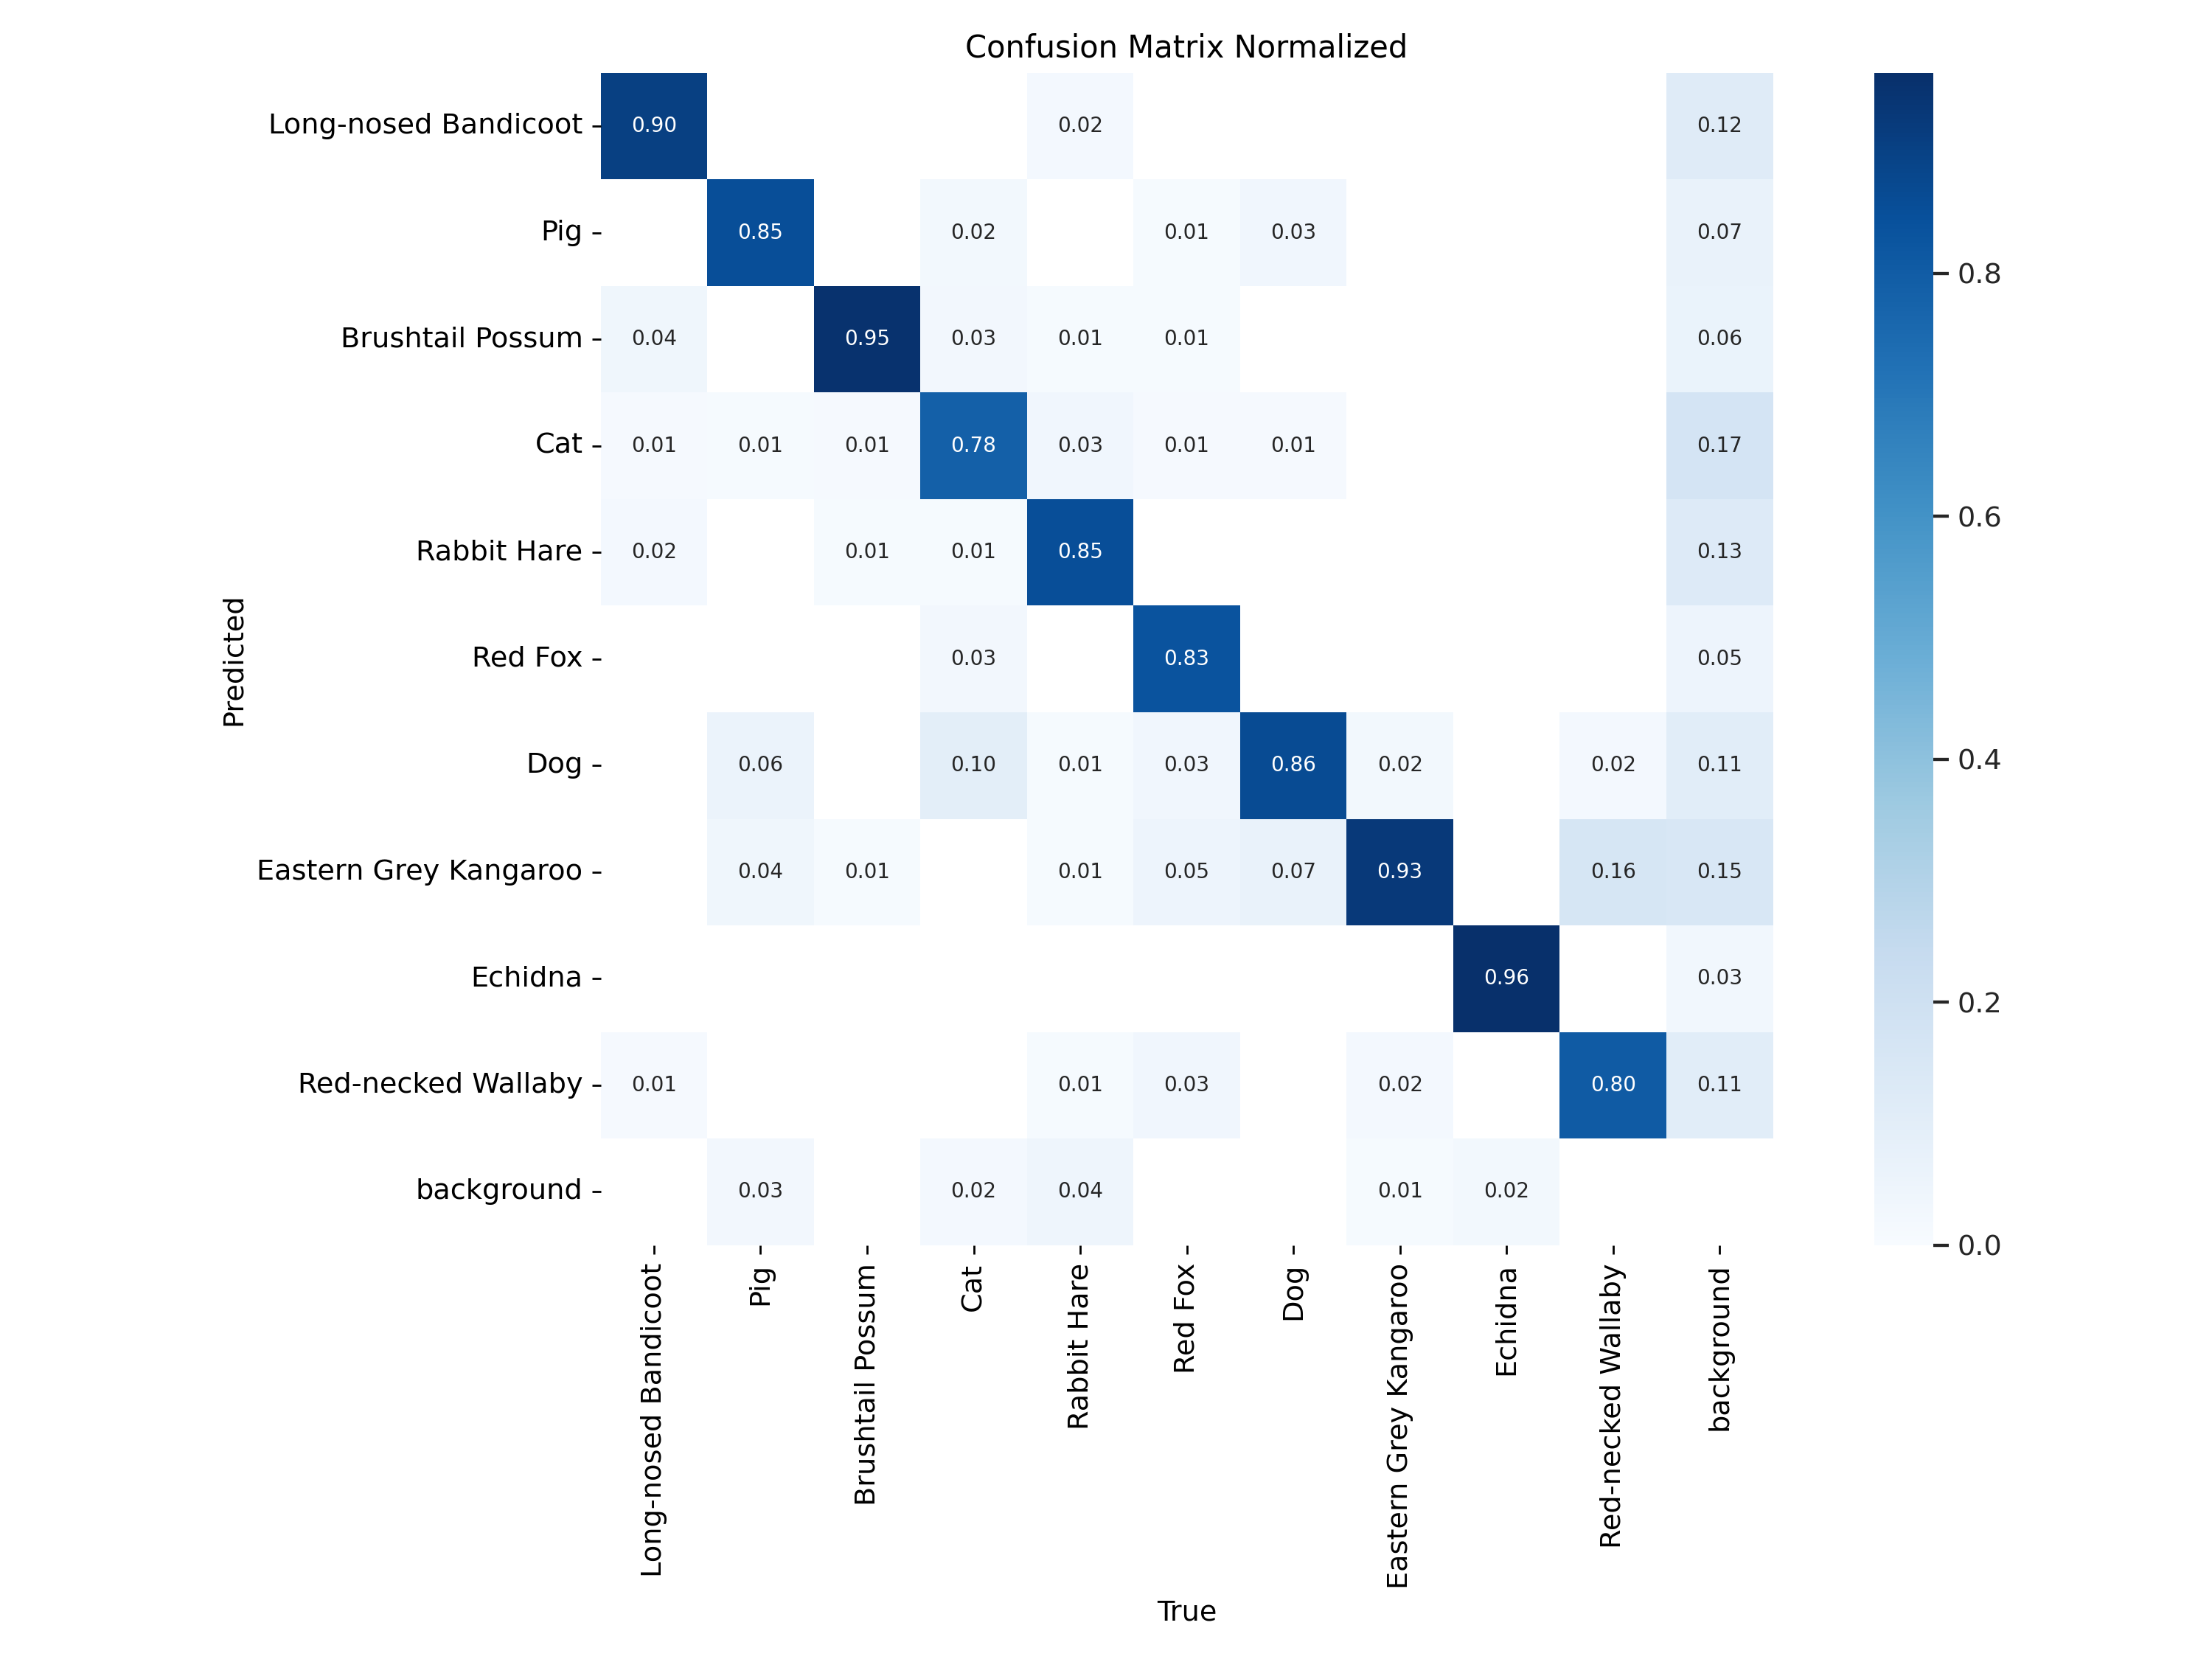 Confusion Matrix Normalized
Long-nosed Bandicoot 0.90 0.02 0.12
Pig 0.85 0.02 0.01 0.03 0.07
Brushtail Possum 0.04 0.95 0.03 0.01 0.01 0.06
Cat 0.01 0.01 0.01 0.78 0.03 0.01 0.01 0.17
Rabbit Hare 0.02 0.01 0.01 0.85 0.13
Red Fox 0.03 0.83 0.05
Dog 0.06 0.10 0.01 0.03 0.86 0.02 0.02 0.11
Eastern Grey Kangaroo 0.04 0.01 0.01 0.05 0.07 0.93 0.16 0.15
Echidna 0.96 0.03
Red-necked Wallaby 0.01 0.01 0.03 0.02 0.80 0.11
background 0.03 0.02 0.04 0.01 0.02
Predicted
Long-nosed Bandicoot
Pig
Brushtail Possum
Cat
Rabbit Hare
Red Fox
Dog
Eastern Grey Kangaroo
Echidna
Red-necked Wallaby
background
True
0.8
0.6
0.4
0.2
0.0